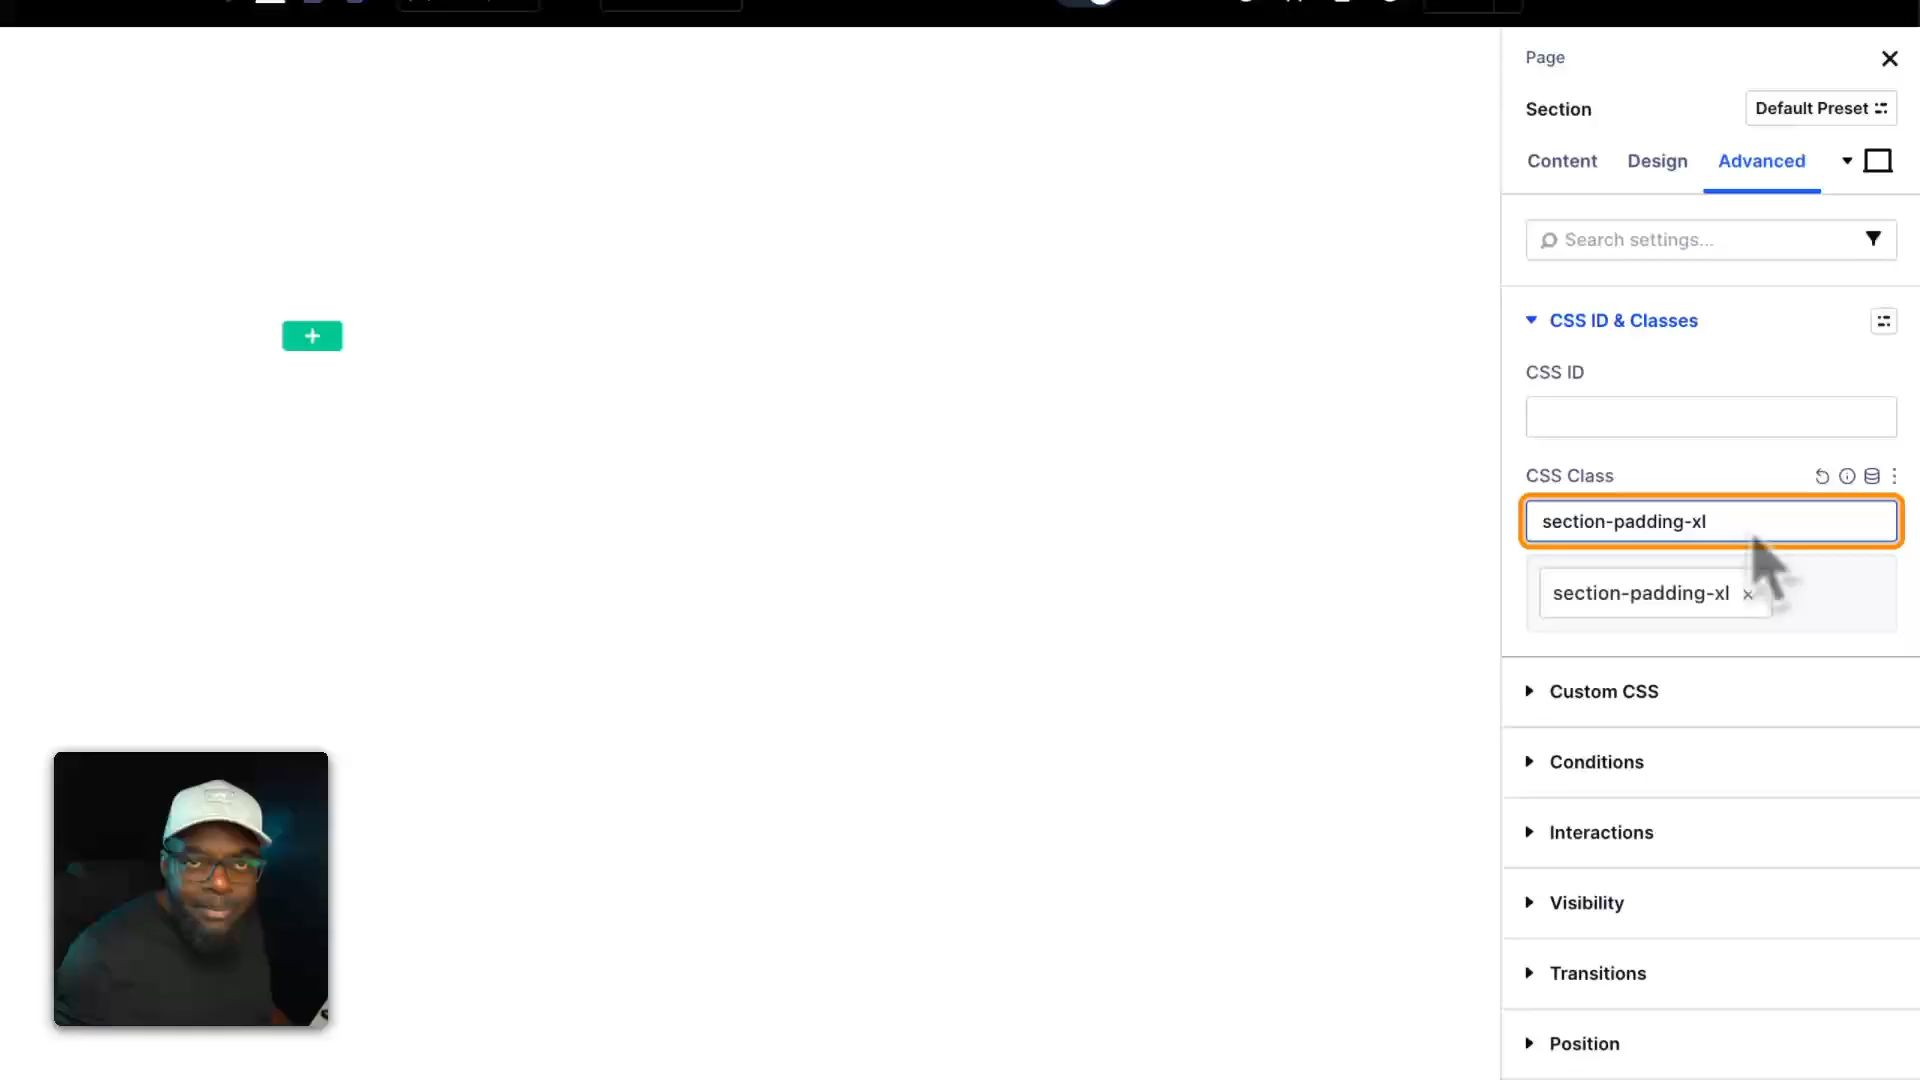 Page
Section
Default Preset
Content Design Advanced
Search settings...
CSS ID & Classes
CSS ID
CSS Class
section-padding-xl
section-padding-xl
Custom CSS
Conditions
Interactions
Visibility
Transitions
Position